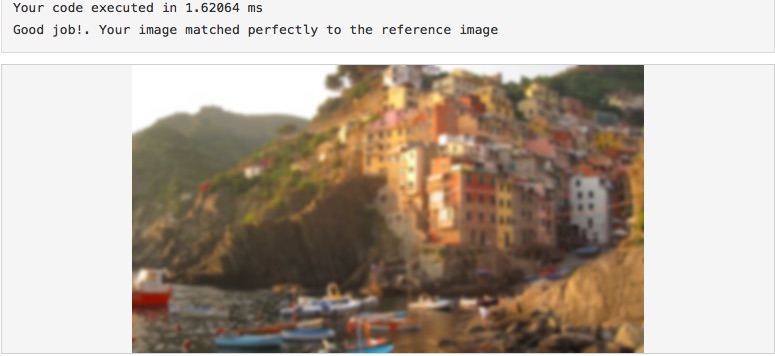 Your code executed in 1.62064 ms
Good job!. Your image matched perfectly to the reference image